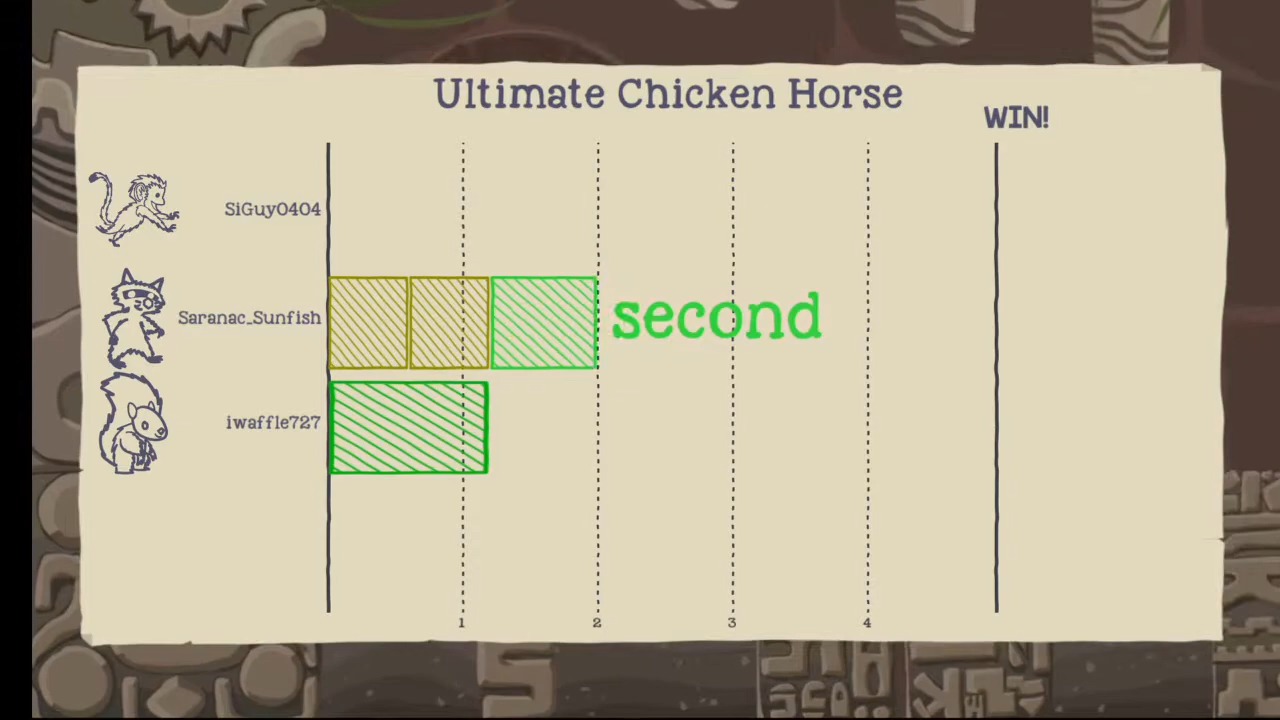 Ultimate Chicken Horse
WIN!
SiGuy0404
Saranac_Sunfish
second
iwaffle727
1 2 3 4